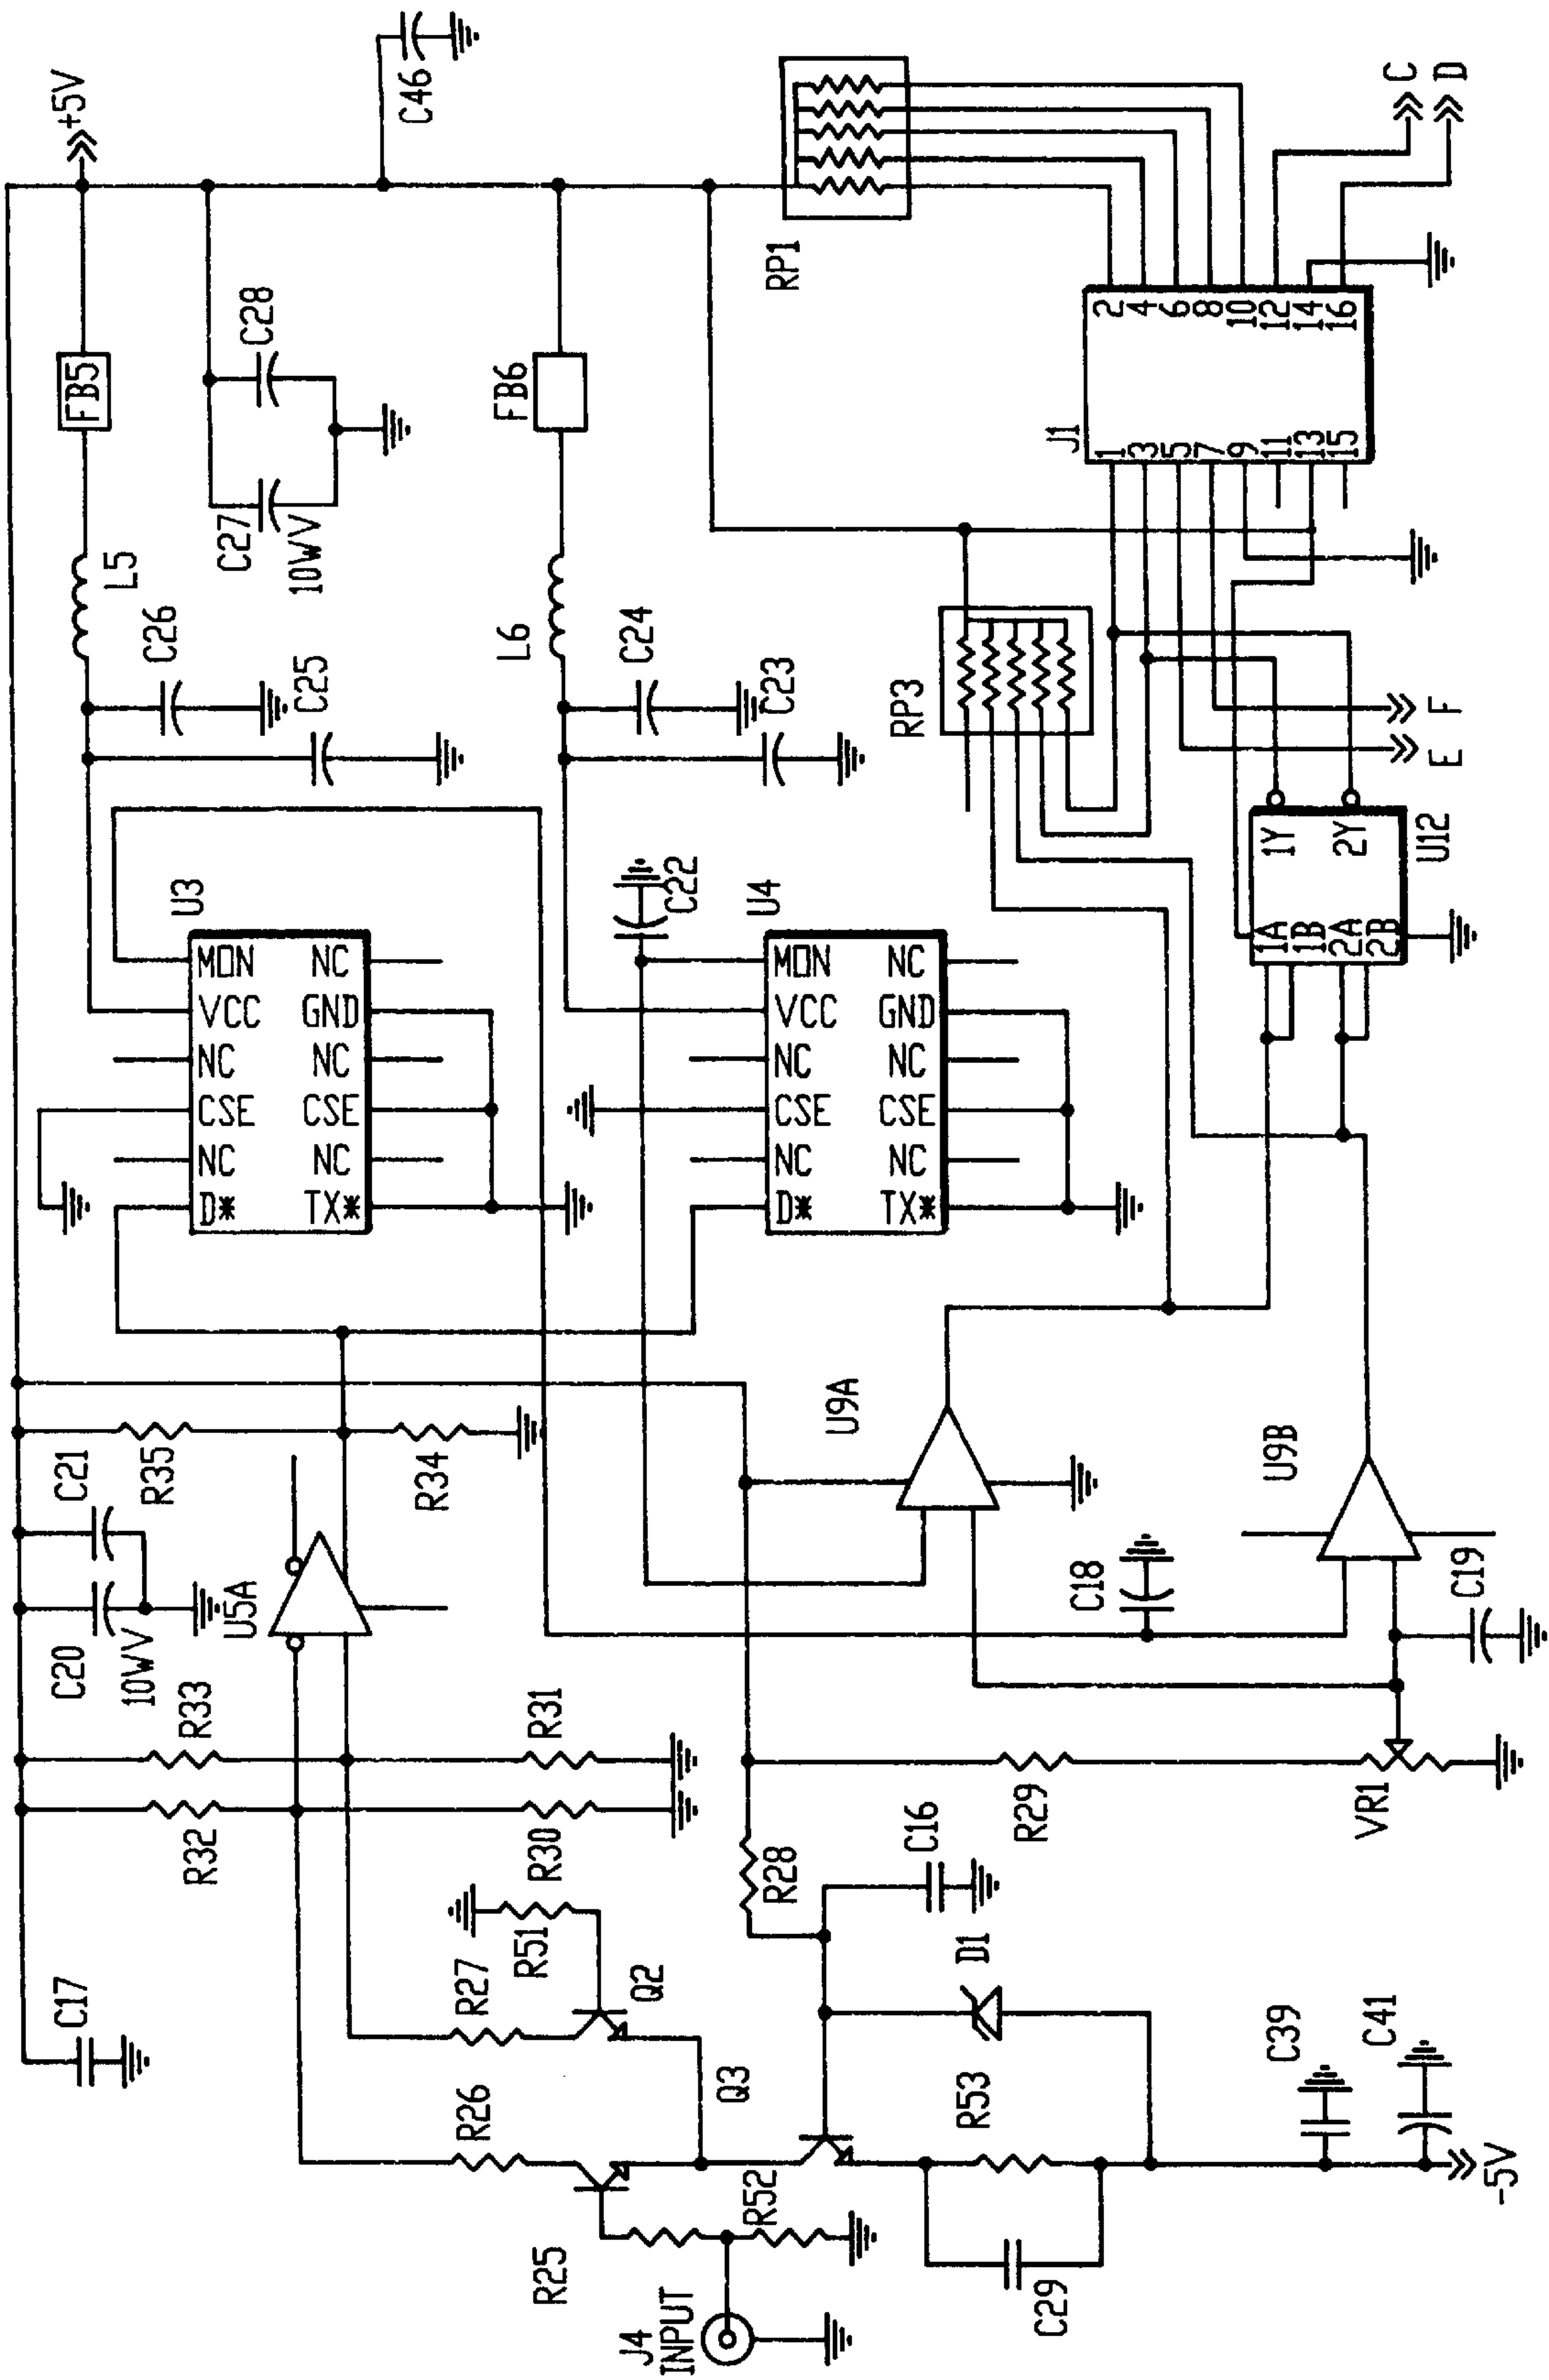 +5V
C46
FB5
L5
C26
C25
C28
C27
10WV
FB6
L6
C24
C23
RP1
J1
1
3
5
7
9
11
13
15
2
4
6
8
10
12
14
16
C
D
RP3
E
F
U3
MON
VCC
NC
CSE
NC
D*
NC
GND
NC
CSE
NC
TX*
C22
U4
MON
VCC
NC
CSE
NC
D*
NC
GND
NC
CSE
NC
TX*
U12
1A
1B
2A
2B
1Y
2Y
C21
R35
R34
C20
10WV
U5A
U9A
U9B
C18
C19
R33
R31
R32
R30
R28
C16
R29
VR1
C17
R51
R27
Q2
R26
Q3
D1
R53
C39
C41
R25
R52
C29
J4
INPUT
-5V